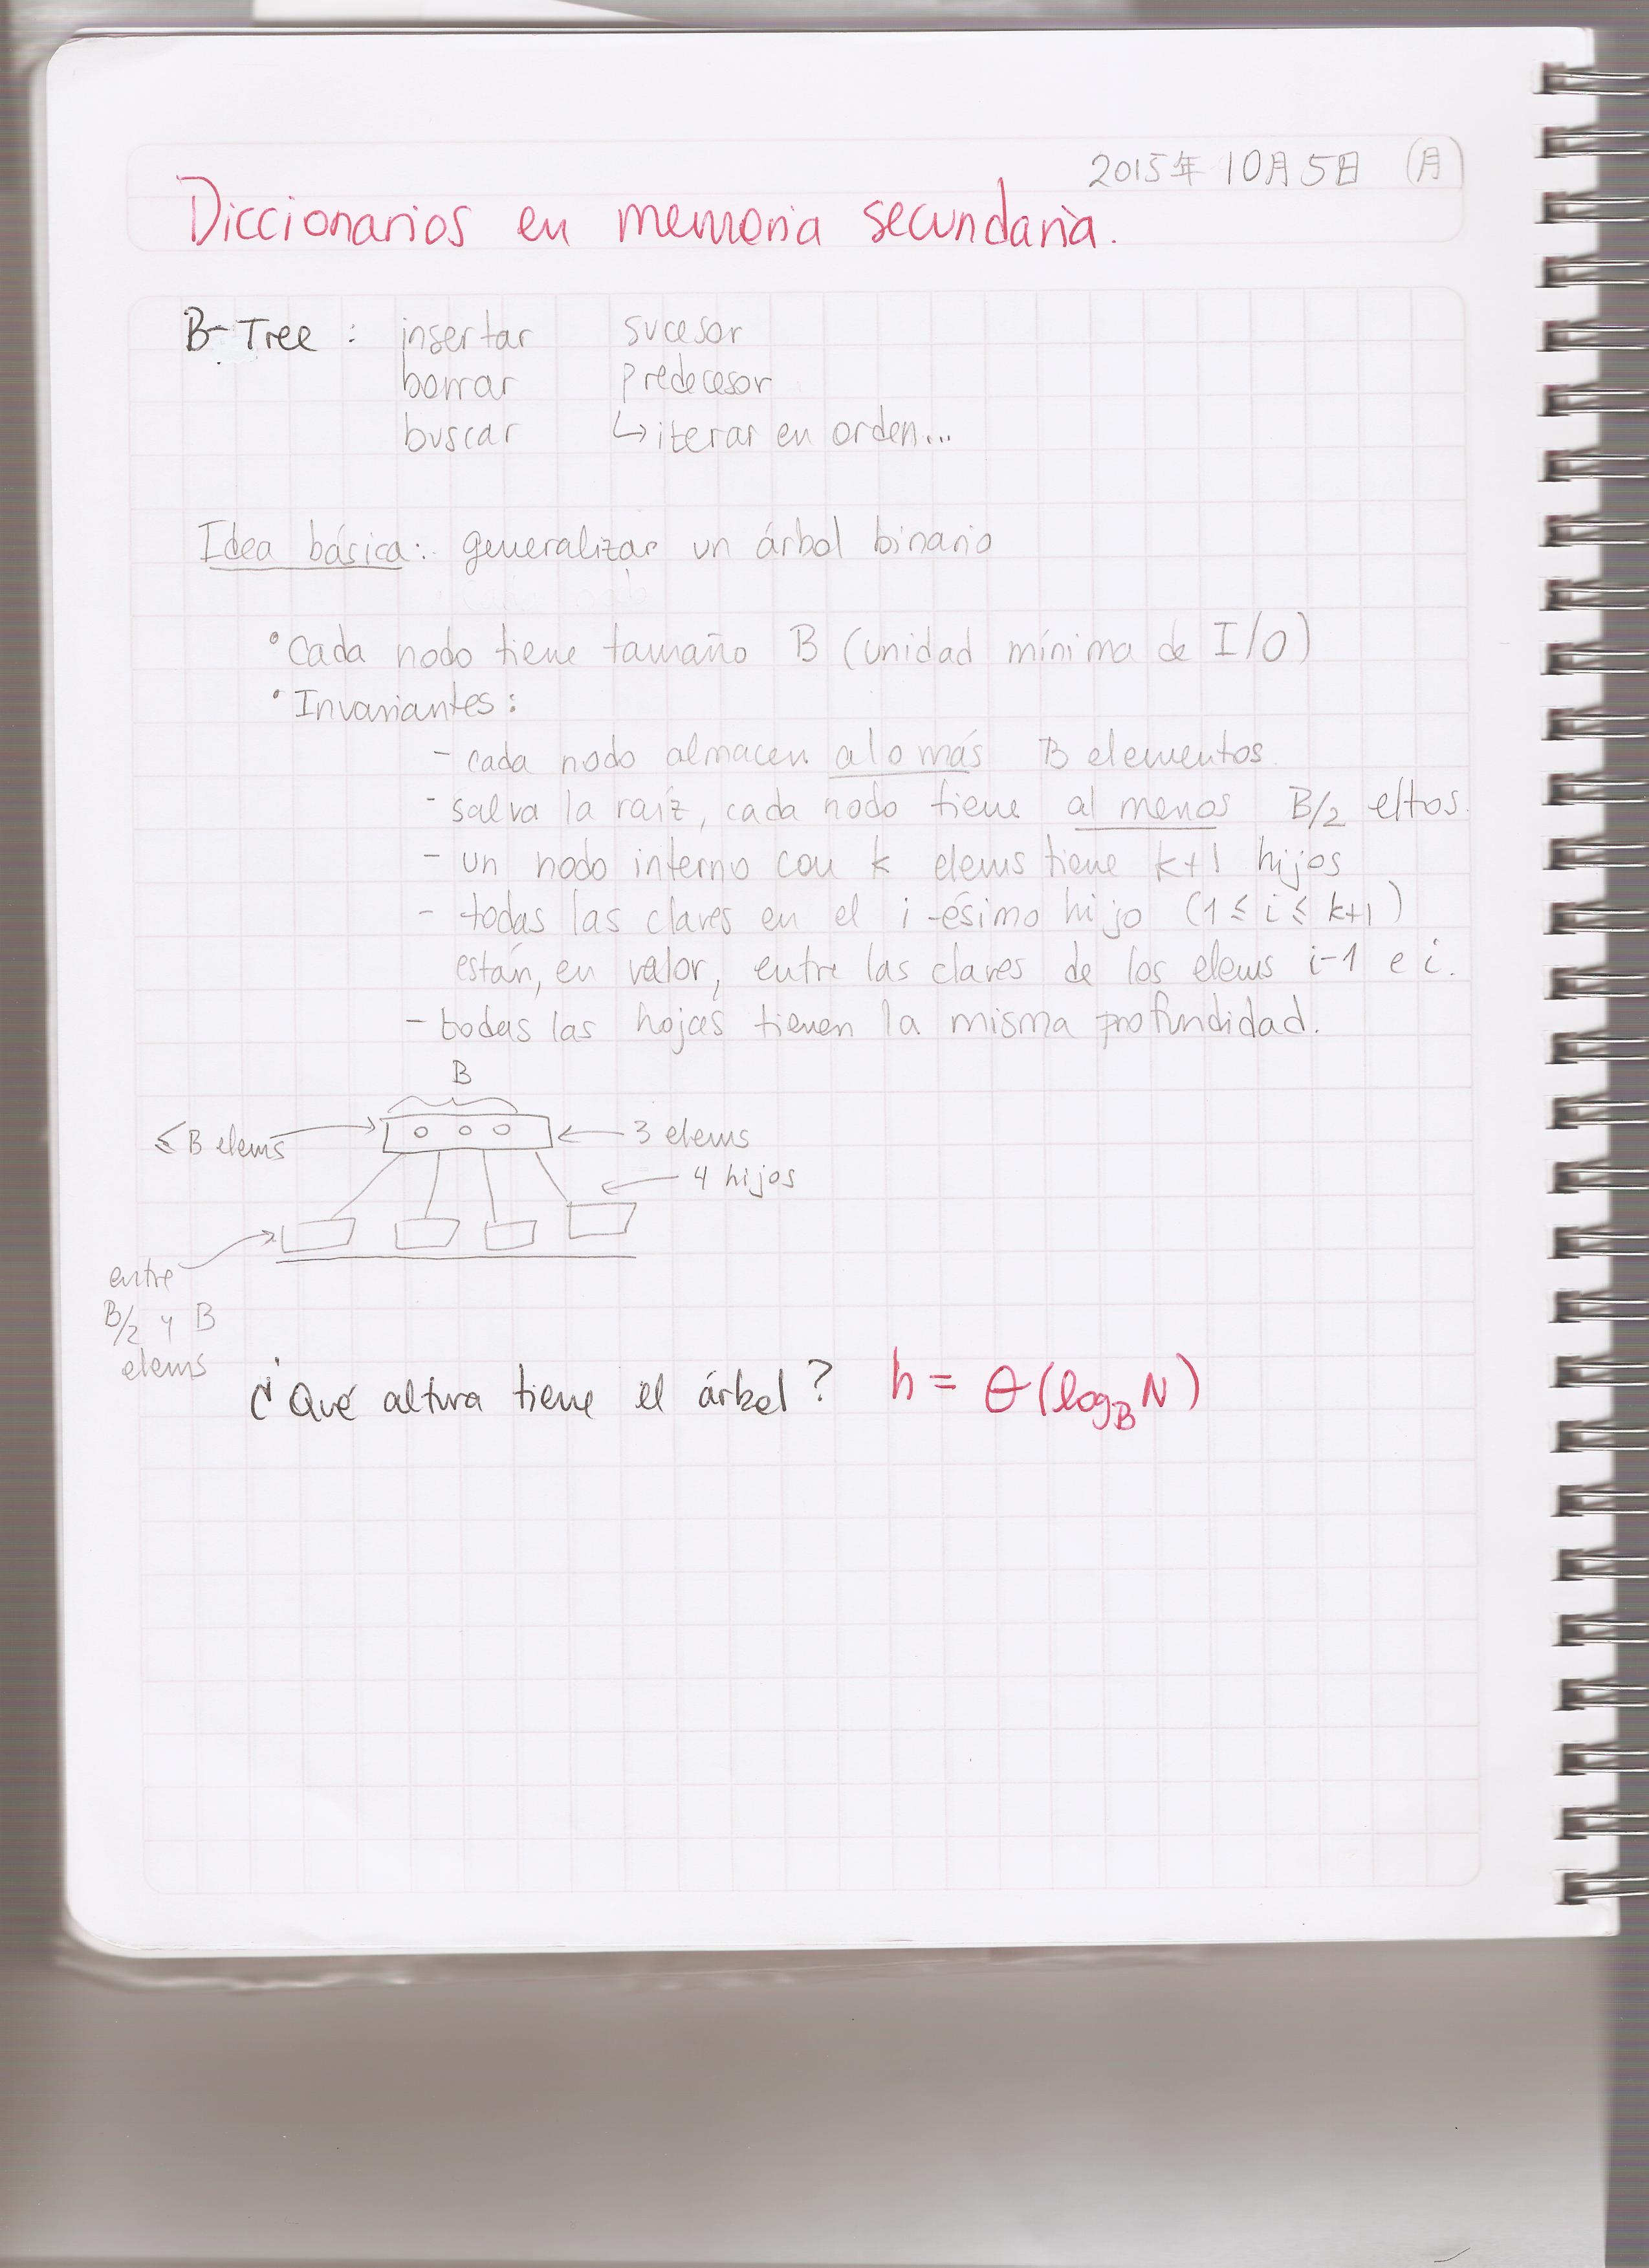 2015年10月5日 (月)
Diccionarios en memoria secundaria.
B-Tree : insertar sucesor
borrar predecesor
buscar ↳ iterar en orden...
Idea básica: generalizar un árbol binario
• Cada nodo tiene tamaño B (unidad mínima de I/O)
• Invariantes:
- cada nodo almacen a lo más B elementos.
- salva la raíz, cada nodo tiene al menos B/2 eltos.
- un nodo interno con k elems tiene k+1 hijos
- todas las claves en el i-ésimo hijo (1 ≤ i ≤ k+1)
están, en valor, entre las claves de los elems i-1 e i.
- todas las hojas tienen la misma profundidad.
B
≤ B elems
3 elems
4 hijos
entre
B/2 y B
elems
¿Qué altura tiene el árbol? h = Θ(log_B N)